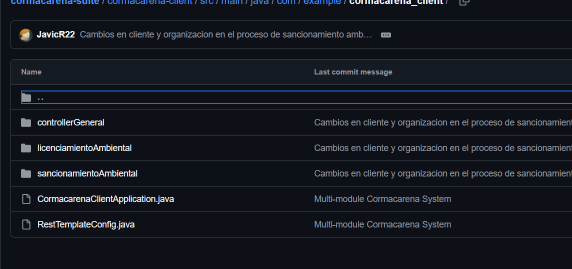 cormacarena-suite / cormacarena-client / src / main / java / com / example / cormacarena_client /
JavicR22 Cambios en cliente y organizacion en el proceso de sancionamiento amb...
Name Last commit message
..
controllerGeneral Cambios en cliente y organizacion en el proceso de sancionamient
licenciamientoAmbiental Cambios en cliente y organizacion en el proceso de sancionamient
sancionamientoAmbiental Cambios en cliente y organizacion en el proceso de sancionamient
CormacarenaClientApplication.java Multi-module Cormacarena System
RestTemplateConfig.java Multi-module Cormacarena System